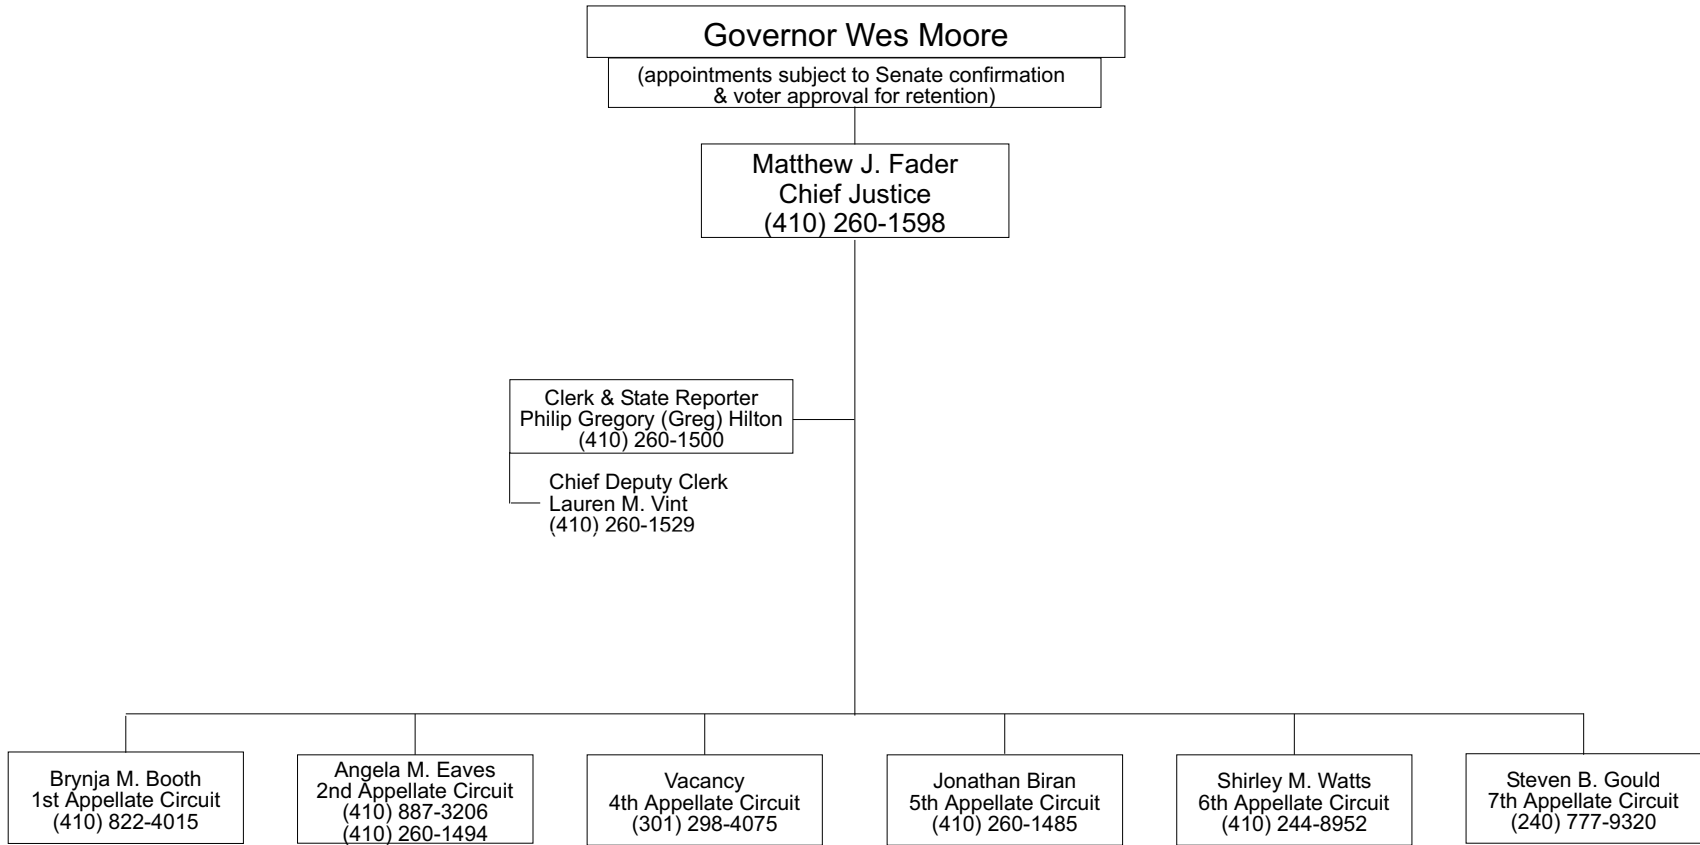 Governor Wes Moore
(appointments subject to Senate confirmation
& voter approval for retention)
Matthew J. Fader
Chief Justice
(410) 260-1598
Clerk & State Reporter
Philip Gregory (Greg) Hilton
(410) 260-1500
Chief Deputy Clerk
Lauren M. Vint
(410) 260-1529
Brynja M. Booth
1st Appellate Circuit
(410) 822-4015
Angela M. Eaves
2nd Appellate Circuit
(410) 887-3206
(410) 260-1494
Vacancy
4th Appellate Circuit
(301) 298-4075
Jonathan Biran
5th Appellate Circuit
(410) 260-1485
Shirley M. Watts
6th Appellate Circuit
(410) 244-8952
Steven B. Gould
7th Appellate Circuit
(240) 777-9320